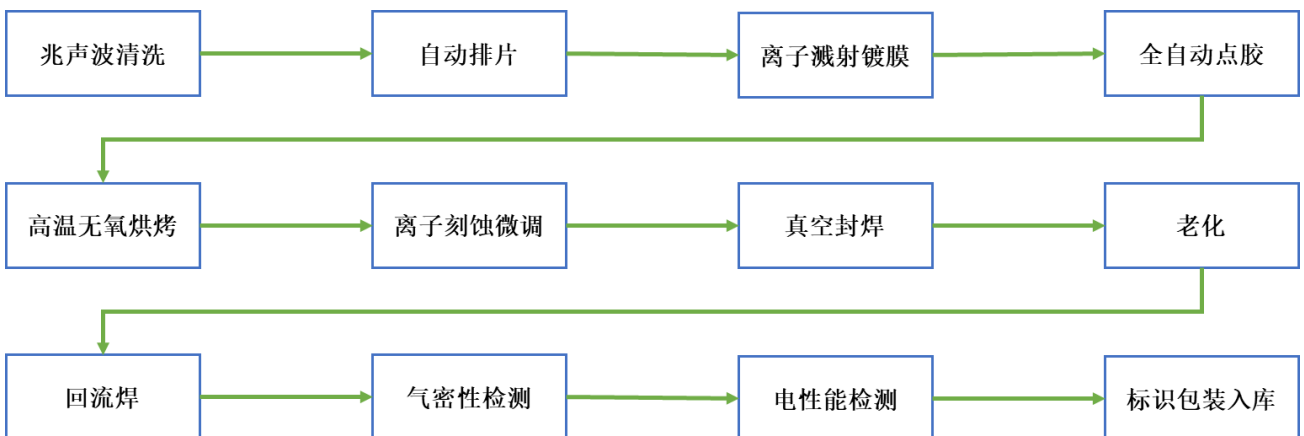 兆声波清洗
自动排片
离子溅射镀膜
全自动点胶
高温无氧烘烤
离子刻蚀微调
真空封焊
老化
回流焊
气密性检测
电性能检测
标识包装入库